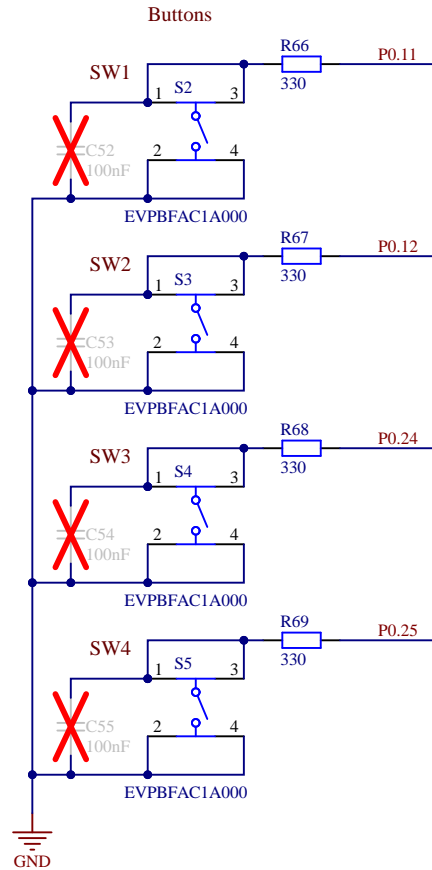 Buttons
SW1
S2
1
3
2
4
C52
100nF
EVPBFAC1A000
R66
330
P0.11
SW2
S3
1
3
2
4
C53
100nF
EVPBFAC1A000
R67
330
P0.12
SW3
S4
1
3
2
4
C54
100nF
EVPBFAC1A000
R68
330
P0.24
SW4
S5
1
3
2
4
C55
100nF
EVPBFAC1A000
R69
330
P0.25
GND